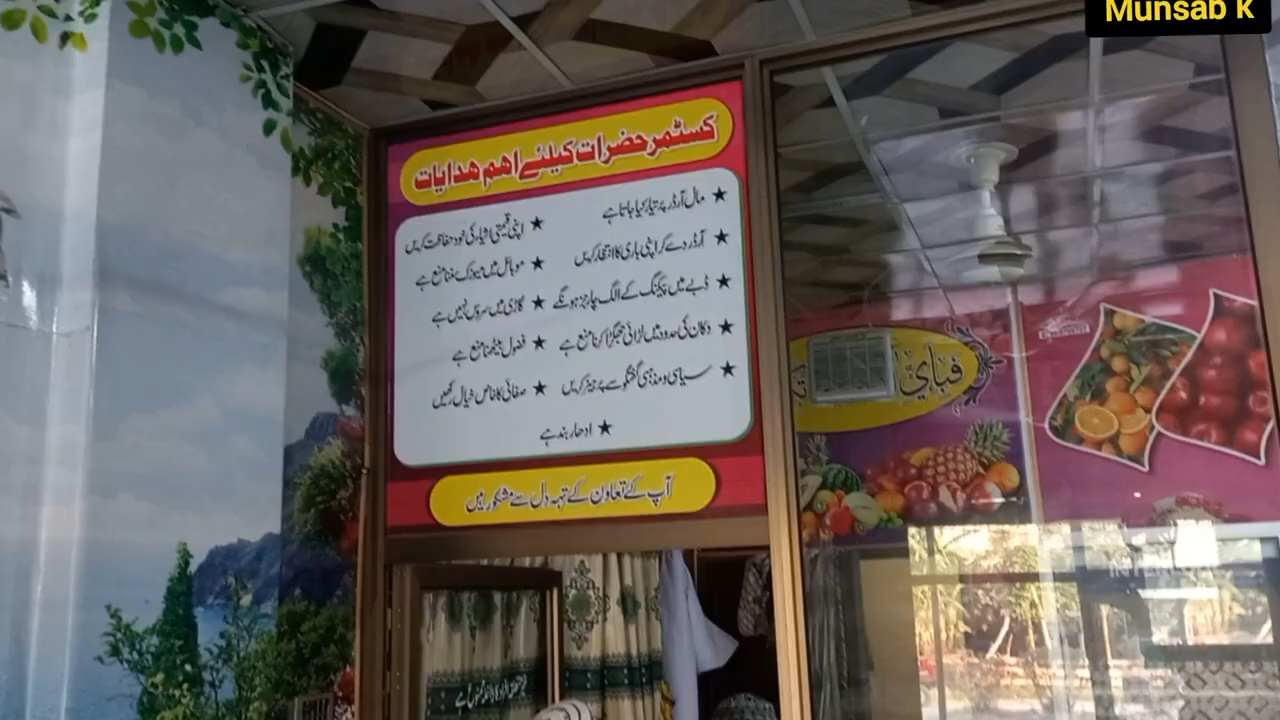 Munsab K
کسٹمر حضرات کیلئے اہم ہدایات
★ مال آرڈر پر تیار کیا جاتا ہے
★ آرڈر دے کر اپنی باری کا انتظار کریں
★ ڈبے میں پیکنگ کے الگ چارجز ہونگے
★ دکان کی حدود میں لڑائی جھگڑا کرنا منع ہے
★ سیاسی و مذہبی گفتگو سے پرہیز کریں
★ اپنی قیمتی اشیاء کی خود حفاظت کریں
★ موبائل میں میوزک سننا منع ہے
★ گاڑی میں سروس نہیں ہے
★ فضول بیٹھنا منع ہے
★ صفائی کا خاص خیال رکھیں
★ ادھار بند ہے
آپ کے تعاون کے تہہ دل سے مشکور ہیں
فبای